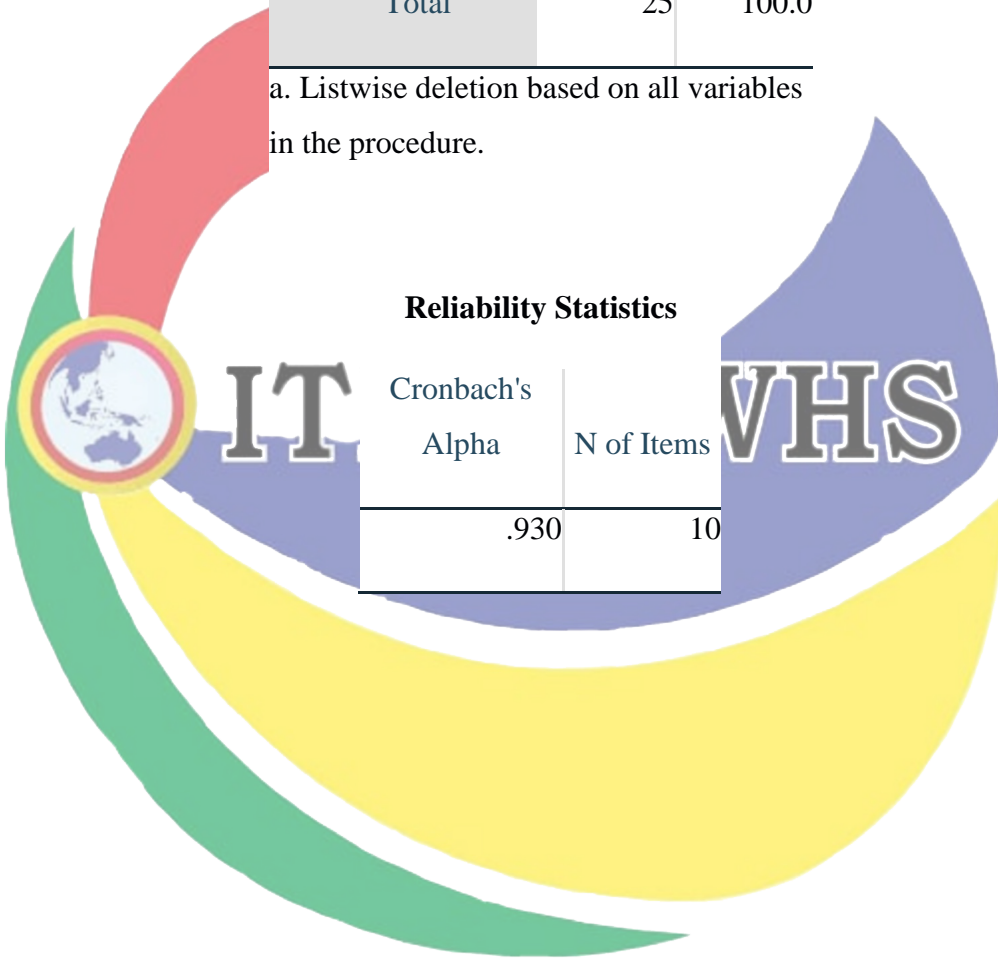 Total 25 100.0
a. Listwise deletion based on all variables
in the procedure.
Reliability Statistics
Cronbach's
Alpha N of Items
IT WHS
.930 10